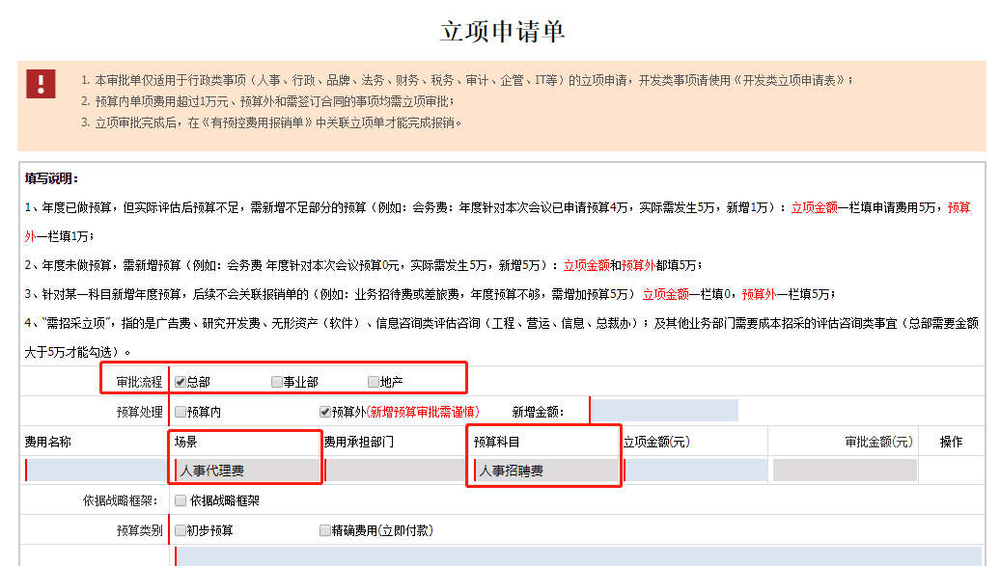 立项申请单
1. 本审批单仅适用于行政类事项（人事、行政、品牌、法务、财务、税务、审计、企管、IT等）的立项申请，开发类事项请使用《开发类立项申请表》；
2. 预算内单项费用超过1万元、预算外和需签订合同的事项均需立项审批；
3. 立项审批完成后，在《有预控费用报销单》中关联立项单才能完成报销。
填写说明：
1、年度已做预算，但实际评估后预算不足，需新增不足部分的预算（例如：会务费：年度针对本次会议已申请预算4万，实际需发生5万，新增1万）：立项金额一栏填申请费用5万，预算
外一栏填1万；
2、年度未做预算，需新增预算（例如：会务费 年度针对本次会议预算0元，实际需发生5万，新增5万）：立项金额和预算外都填5万；
3、针对某一科目新增年度预算，后续不会关联报销单的（例如：业务招待费或差旅费，年度预算不够，需增加预算5万） 立项金额一栏填0，预算外一栏填5万；
4、“需招采立项”，指的是广告费、研究开发费、无形资产（软件）、信息咨询类评估咨询（工程、营运、信息、总裁办）；及其他业务部门需要成本招采的评估咨询类事宜（总部需要金额
大于5万才能勾选）。
审批流程 总部 事业部 地产
预算处理 预算内 预算外(新增预算审批需谨慎) 新增金额：
费用名称 场景 费用承担部门 预算科目 立项金额(元) 审批金额(元) 操作
人事代理费 人事招聘费
依据战略框架： 依据战略框架
预算类别 初步预算 精确费用(立即付款)